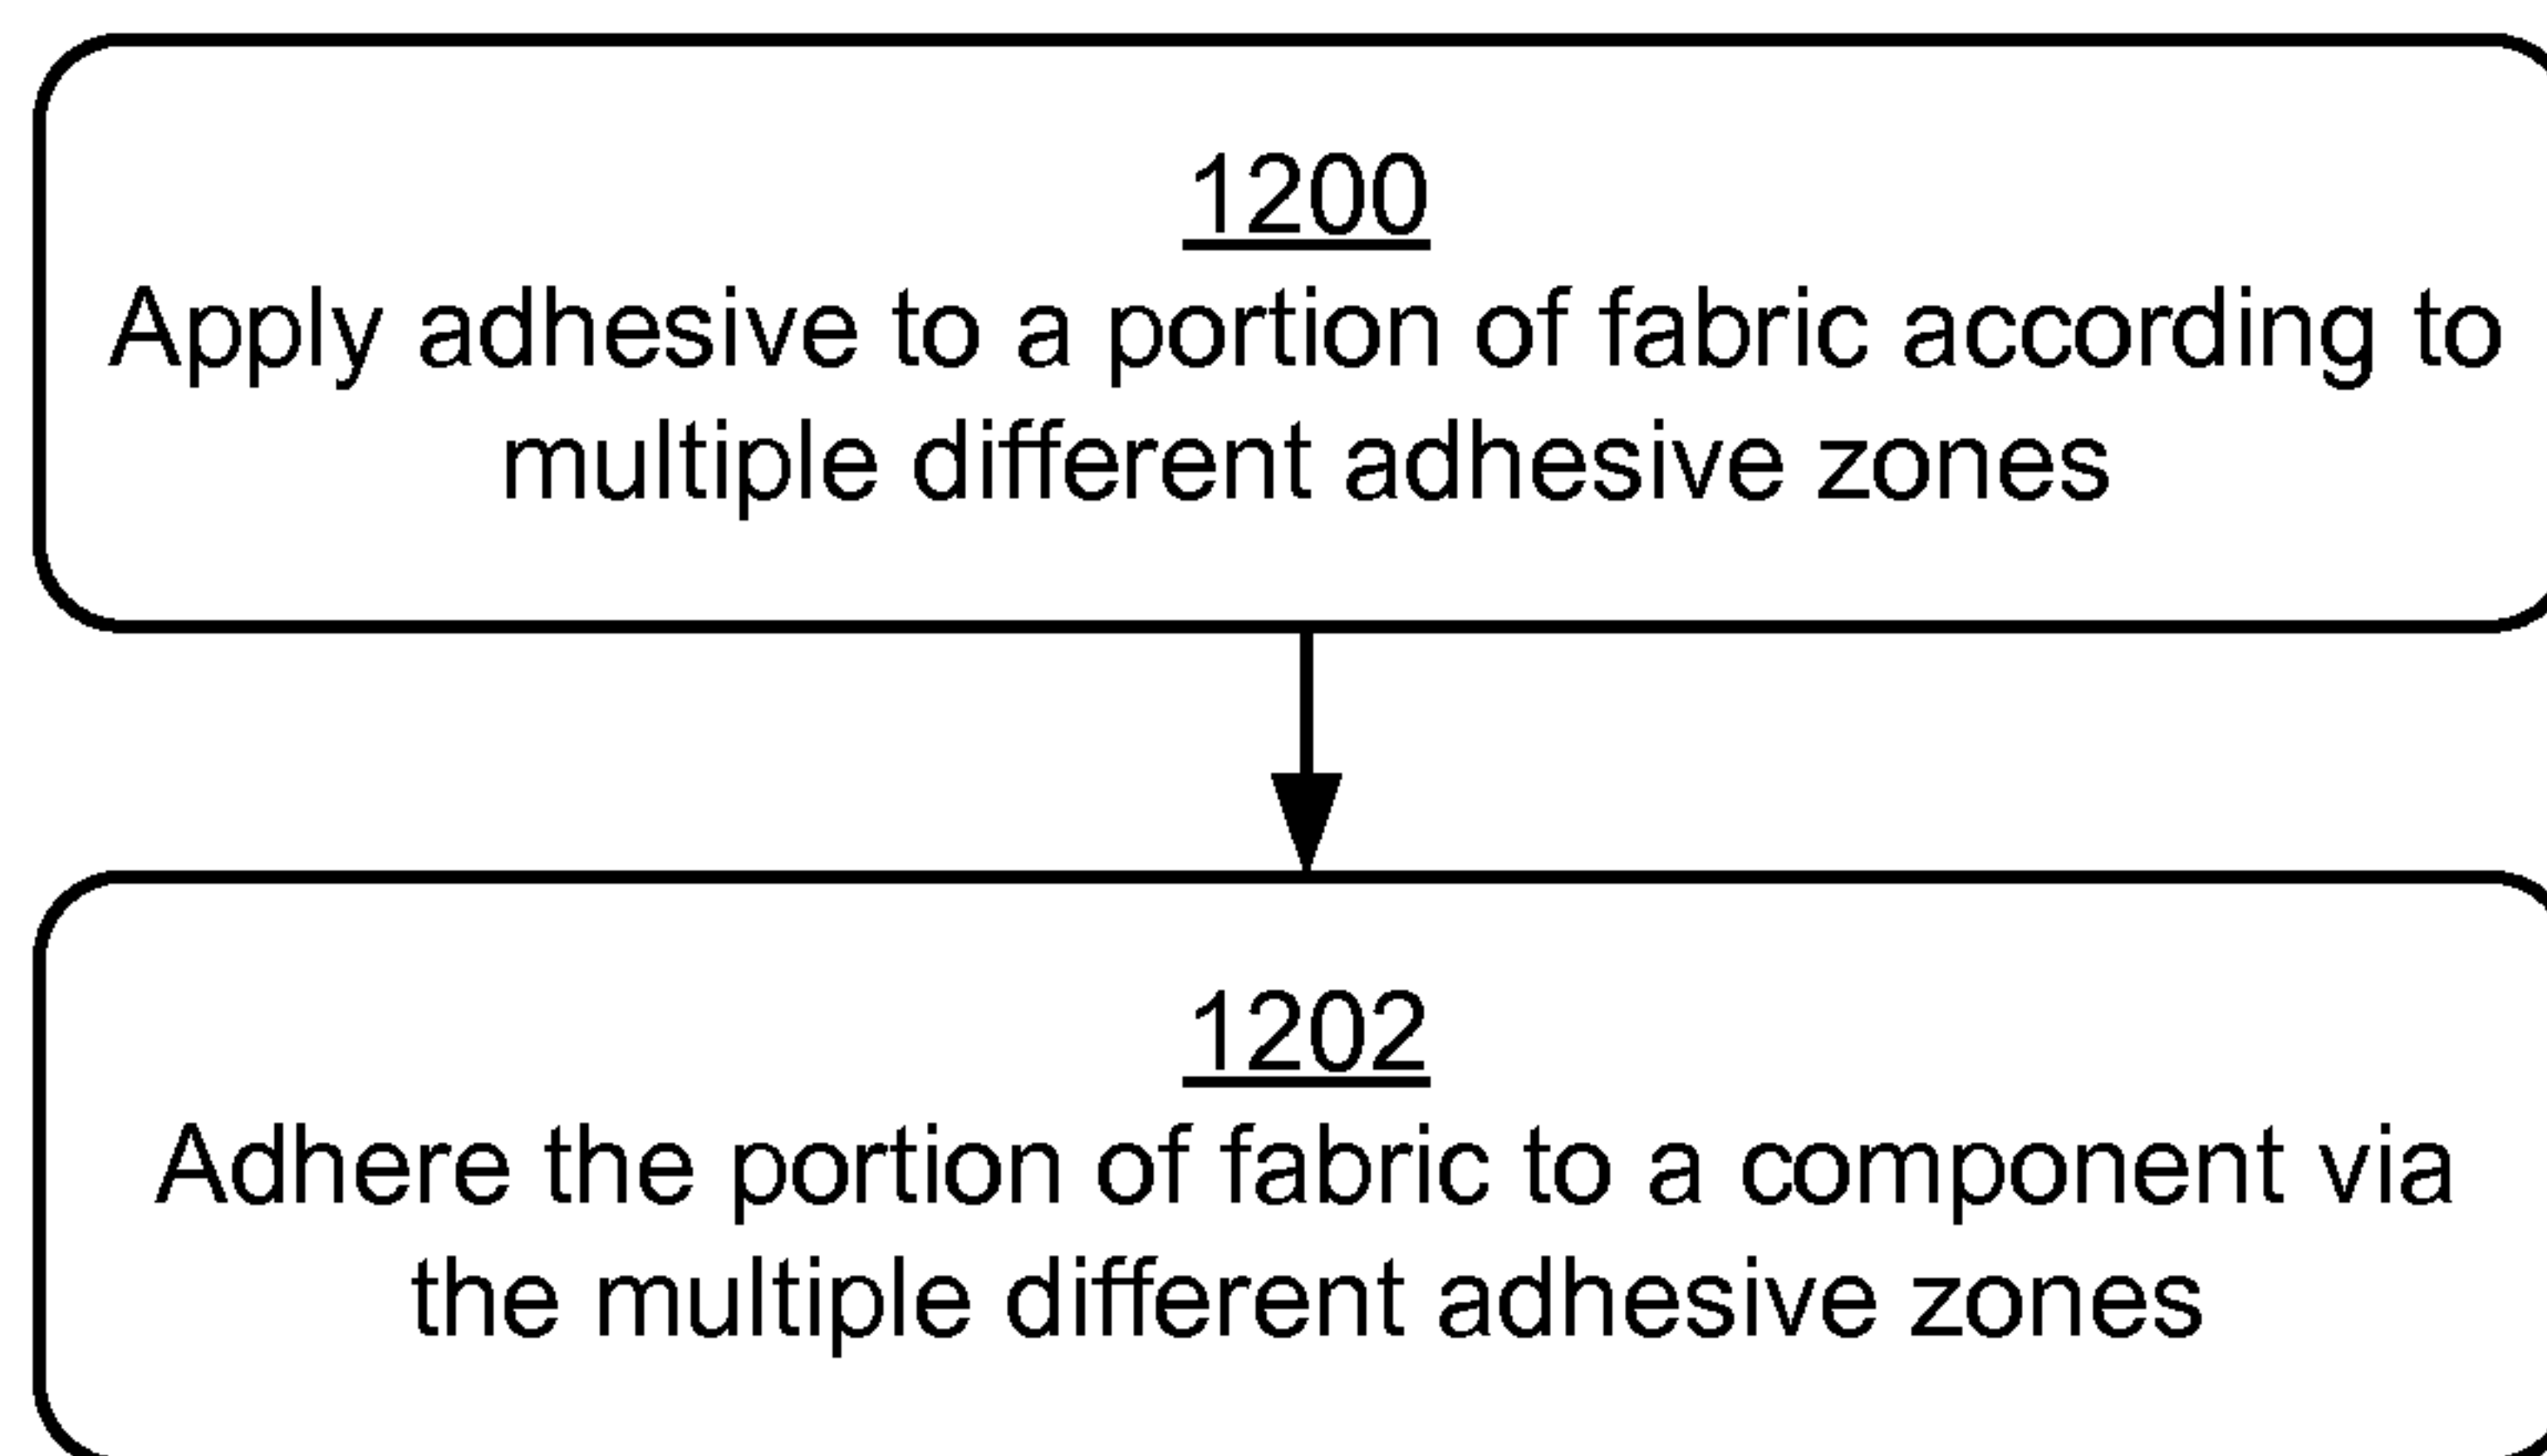 1200
Apply adhesive to a portion of fabric according to
multiple different adhesive zones
1202
Adhere the portion of fabric to a component via
the multiple different adhesive zones